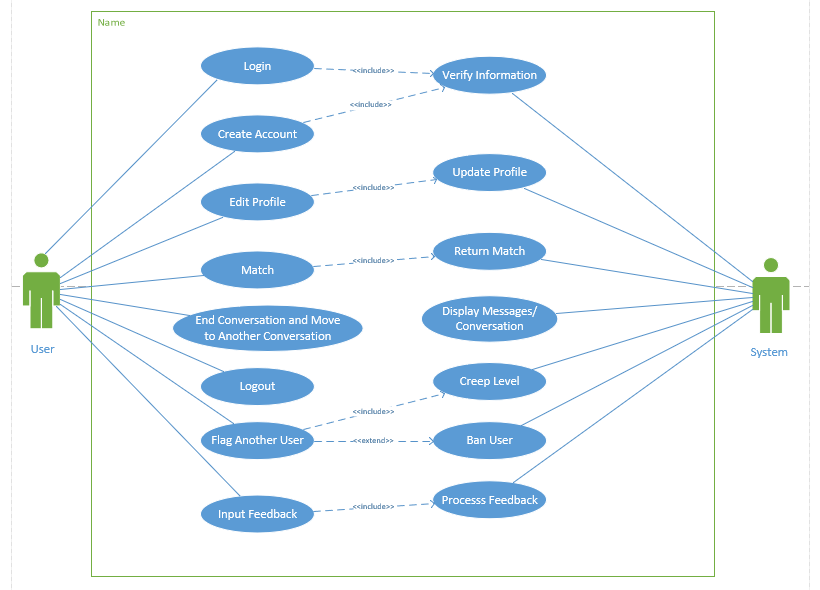 Name
Login
<<include>>
Verify Information
<<include>>
Create Account
Update Profile
<<include>>
Edit Profile
Return Match
<<include>>
Match
End Conversation and Move
to Another Conversation
Display Messages/
Conversation
User
System
Logout
Creep Level
<<include>>
Flag Another User
<<extend>>
Ban User
Input Feedback
<<include>>
Processs Feedback